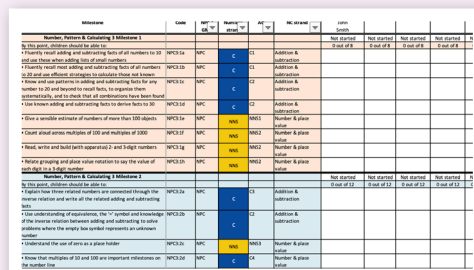 Milestone Code NPC GR Numicon strand AT NC strand John Smith
Number, Pattern & Calculating 3 Milestone 1 Not started Not started Not started Not started
By this point, children should be able to: 0 out of 8 0 out of 8 0 out of 8 0 out of 8
• Fluently recall adding and subtracting facts of all numbers to 10 and use these when adding lists of small numbers NPC3:1a NPC C C1 Addition & subtraction
• Fluently recall most adding and subtracting facts of all numbers to 20 and use efficient strategies to calculate those not known NPC3:1b NPC C C1 Addition & subtraction
• Know and use patterns in adding and subtracting facts for any number to 20 and beyond to recall facts, to organise them systematically, and to check that all combinations have been found NPC3:1c NPC C C2 Addition & subtraction
• Use known adding and subtracting facts to derive facts to 30 NPC3:1d NPC C C2 Addition & subtraction
• Give a sensible estimate of numbers of more than 100 objects NPC3:1e NPC NNS NNS1 Number & place value
• Count aloud across multiples of 100 and multiples of 1000 NPC3:1f NPC NNS NNS2 Number & place value
• Read, write and build (with apparatus) 2- and 3-digit numbers NPC3:1g NPC NNS NNS2 Number & place value
• Relate grouping and place value notation to say the value of each digit in a 3-digit number NPC3:1h NPC NNS NNS2 Number & place value
Number, Pattern & Calculating 3 Milestone 2 Not started Not started Not started Not started
By this point, children should be able to: 0 out of 12 0 out of 12 0 out of 12 0 out of 12
• Explain how three related numbers are connected through the inverse relation and write all the related adding and subtracting facts NPC3:2a NPC C C3 Addition & subtraction
• Use understanding of equivalence, the '=' symbol and knowledge of the inverse relation between adding and subtracting to solve problems where the empty box symbol represents an unknown number NPC3:2b NPC C C2 Addition & subtraction
• Understand the use of zero as a place holder NPC3:2c NPC NNS NNS3 Number & place value
• Know that multiples of 10 and 100 are important milestones on the number line NPC3:2d NPC C C4 Number & place value